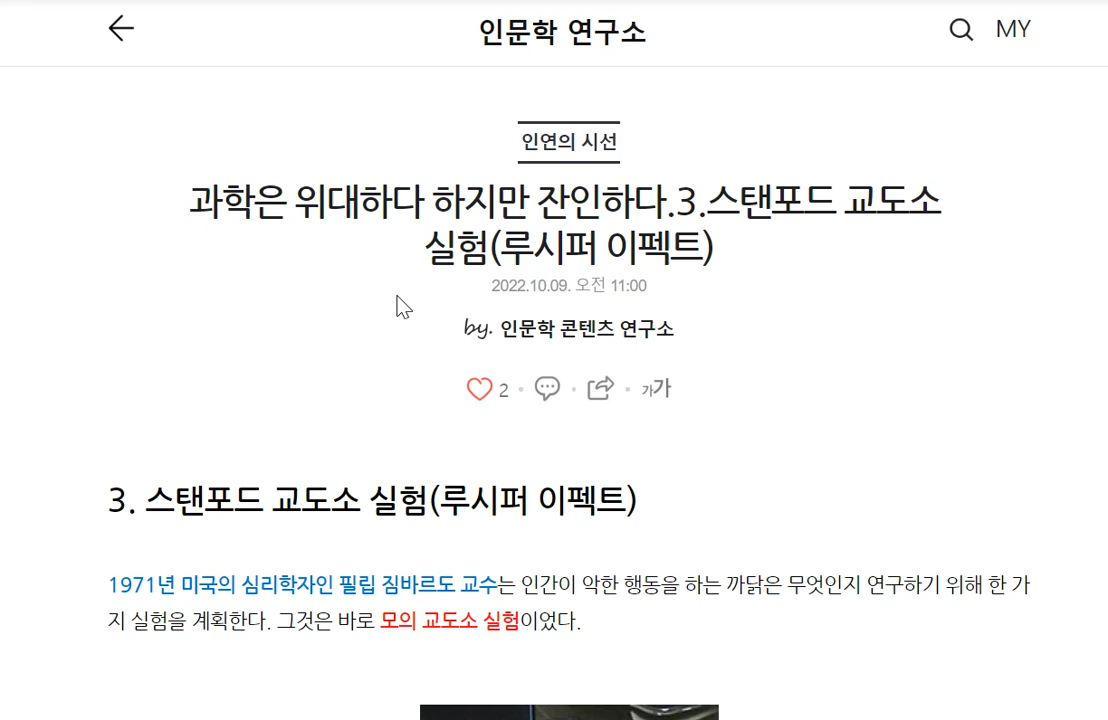 인문학 연구소
MY
인연의 시선
과학은 위대하다 하지만 잔인하다.3.스탠포드 교도소
실험(루시퍼 이펙트)
2022.10.09. 오전 11:00
by. 인문학 콘텐츠 연구소
2
가가
3. 스탠포드 교도소 실험(루시퍼 이펙트)
1971년 미국의 심리학자인 필립 짐바르도 교수는 인간이 악한 행동을 하는 까닭은 무엇인지 연구하기 위해 한 가
지 실험을 계획한다. 그것은 바로 모의 교도소 실험이었다.